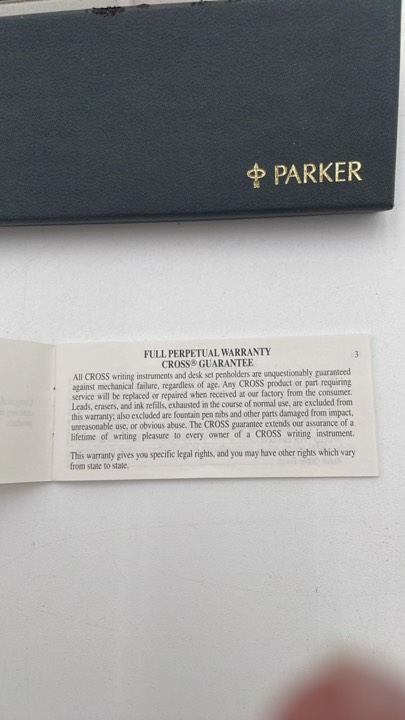 PARKER
FULL PERPETUAL WARRANTY
3
CROSS® GUARANTEE
All CROSS writing instruments and desk set penholders are unquestionably guaranteed
against mechanical failure, regardless of age. Any CROSS product or part requiring
service will be replaced or repaired when received at our factory from the consumer.
Leads, erasers, and ink refills, exhausted in the course of normal use, are excluded from
this warranty; also excluded are fountain pen nibs and other parts damaged from impact,
unreasonable use, or obvious abuse. The CROSS guarantee extends our assurance of a
lifetime of writing pleasure to every owner of a CROSS writing instrument.
This warranty gives you specific legal rights, and you may have other rights which vary
from state to state.